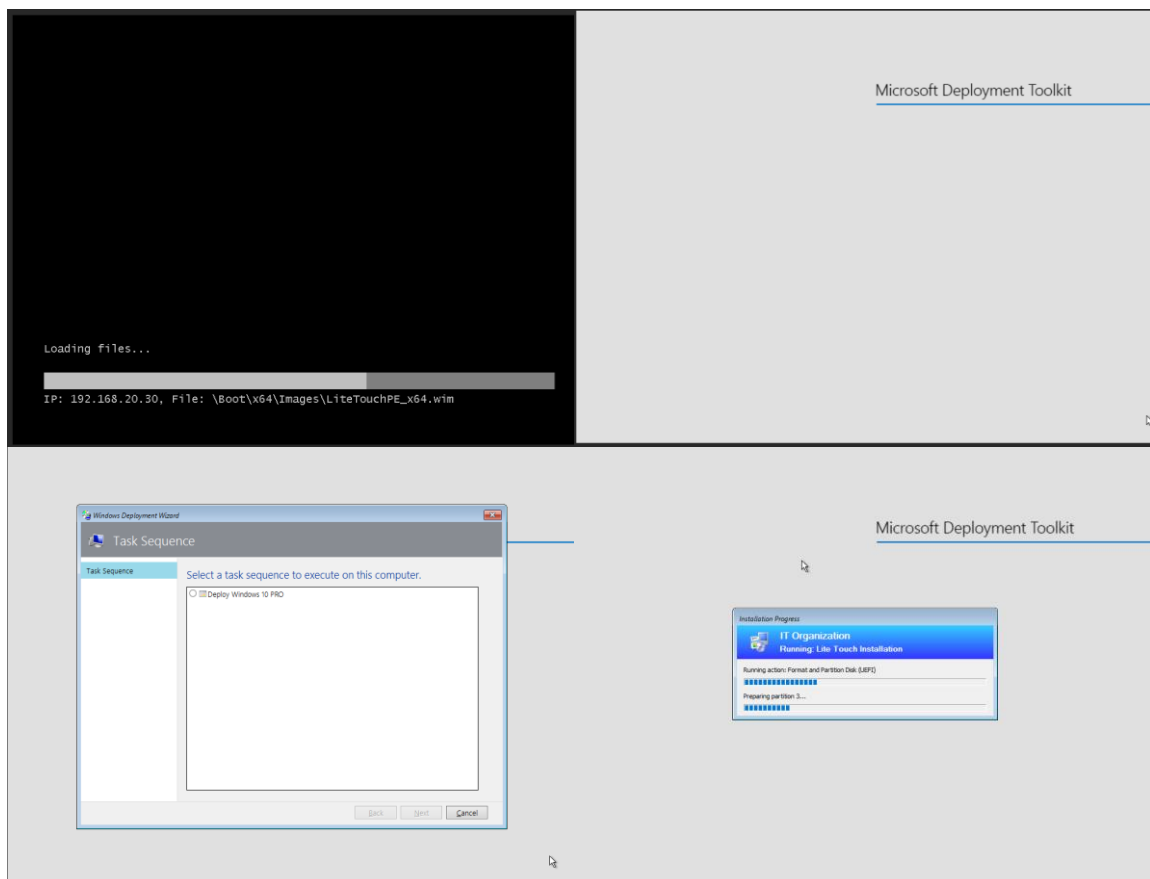 Loading files...
IP: 192.168.20.30, File: \Boot\x64\Images\LiteTouchPE_x64.wim
Microsoft Deployment Toolkit
Windows Deployment Wizard
Task Sequence
Task Sequence
Select a task sequence to execute on this computer.
Deploy Windows 10 PRO
Back
Next
Cancel
Microsoft Deployment Toolkit
Installation Progress
IT Organization
Running: Lite Touch Installation
Running action: Format and Partition Disk (UEFI)
Preparing partition 3...